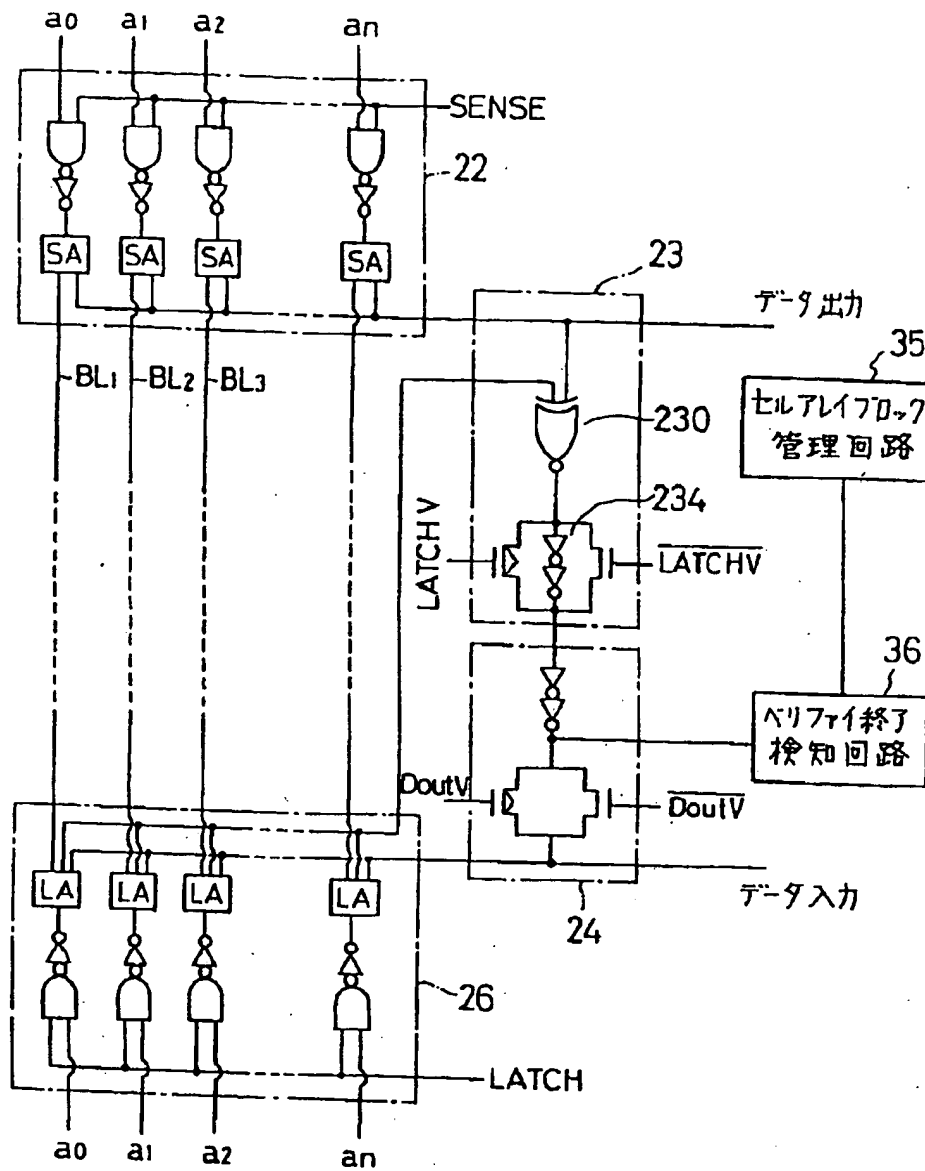 a0 a1 a2 an
SENSE
22
SA SA SA SA
23
データ出力
35
BL1 BL2 BL3
セルアレイブロック
管理回路
230
234
LATCHV
L̅A̅T̅C̅H̅V̅
36
ベリファイ終了
検知回路
DoutV
D̅o̅u̅t̅V̅
LA LA LA LA
データ入力
24
26
LATCH
a0 a1 a2 an